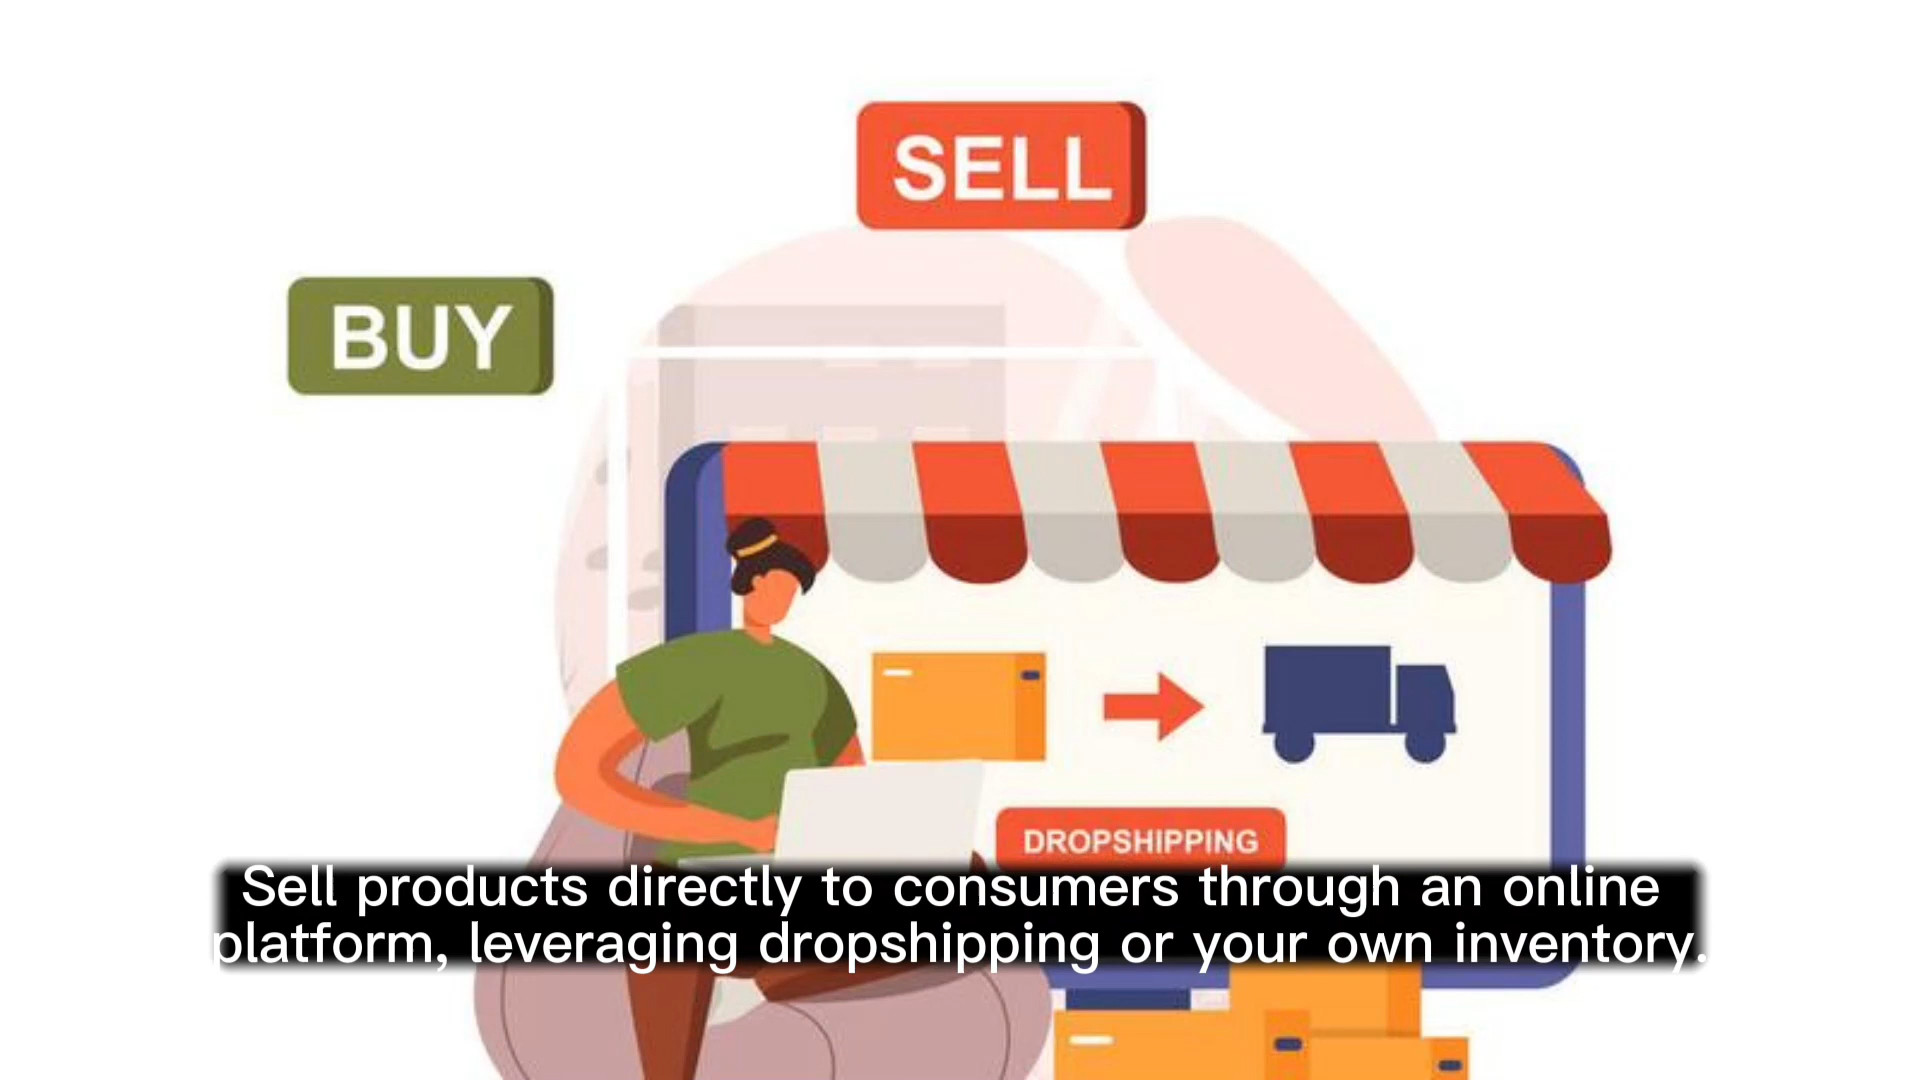 SELL
BUY
DROPSHIPPING
Sell products directly to consumers through an online
platform, leveraging dropshipping or your own inventory.